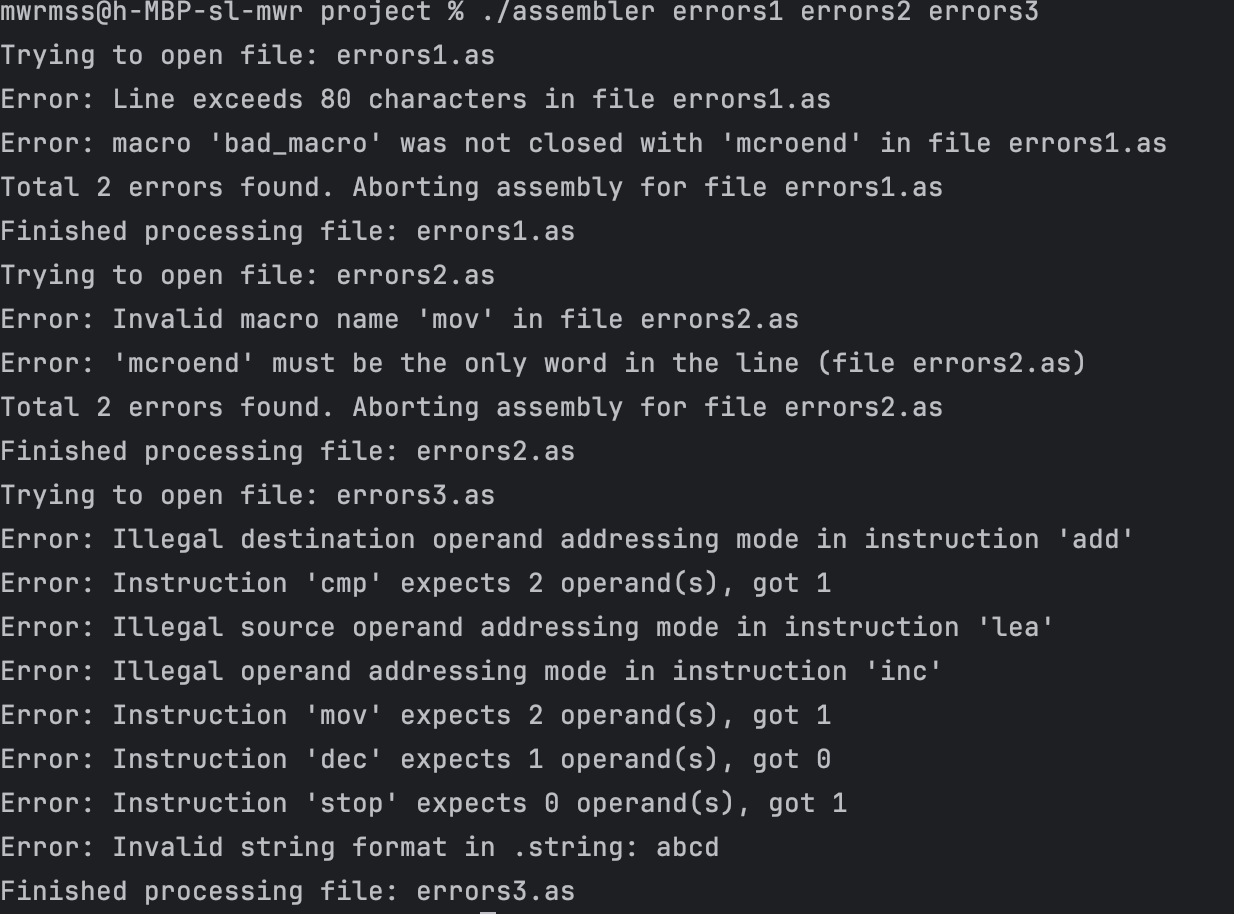 mwrmss@h-MBP-sl-mwr project % ./assembler errors1 errors2 errors3
Trying to open file: errors1.as
Error: Line exceeds 80 characters in file errors1.as
Error: macro 'bad_macro' was not closed with 'mcroend' in file errors1.as
Total 2 errors found. Aborting assembly for file errors1.as
Finished processing file: errors1.as
Trying to open file: errors2.as
Error: Invalid macro name 'mov' in file errors2.as
Error: 'mcroend' must be the only word in the line (file errors2.as)
Total 2 errors found. Aborting assembly for file errors2.as
Finished processing file: errors2.as
Trying to open file: errors3.as
Error: Illegal destination operand addressing mode in instruction 'add'
Error: Instruction 'cmp' expects 2 operand(s), got 1
Error: Illegal source operand addressing mode in instruction 'lea'
Error: Illegal operand addressing mode in instruction 'inc'
Error: Instruction 'mov' expects 2 operand(s), got 1
Error: Instruction 'dec' expects 1 operand(s), got 0
Error: Instruction 'stop' expects 0 operand(s), got 1
Error: Invalid string format in .string: abcd
Finished processing file: errors3.as